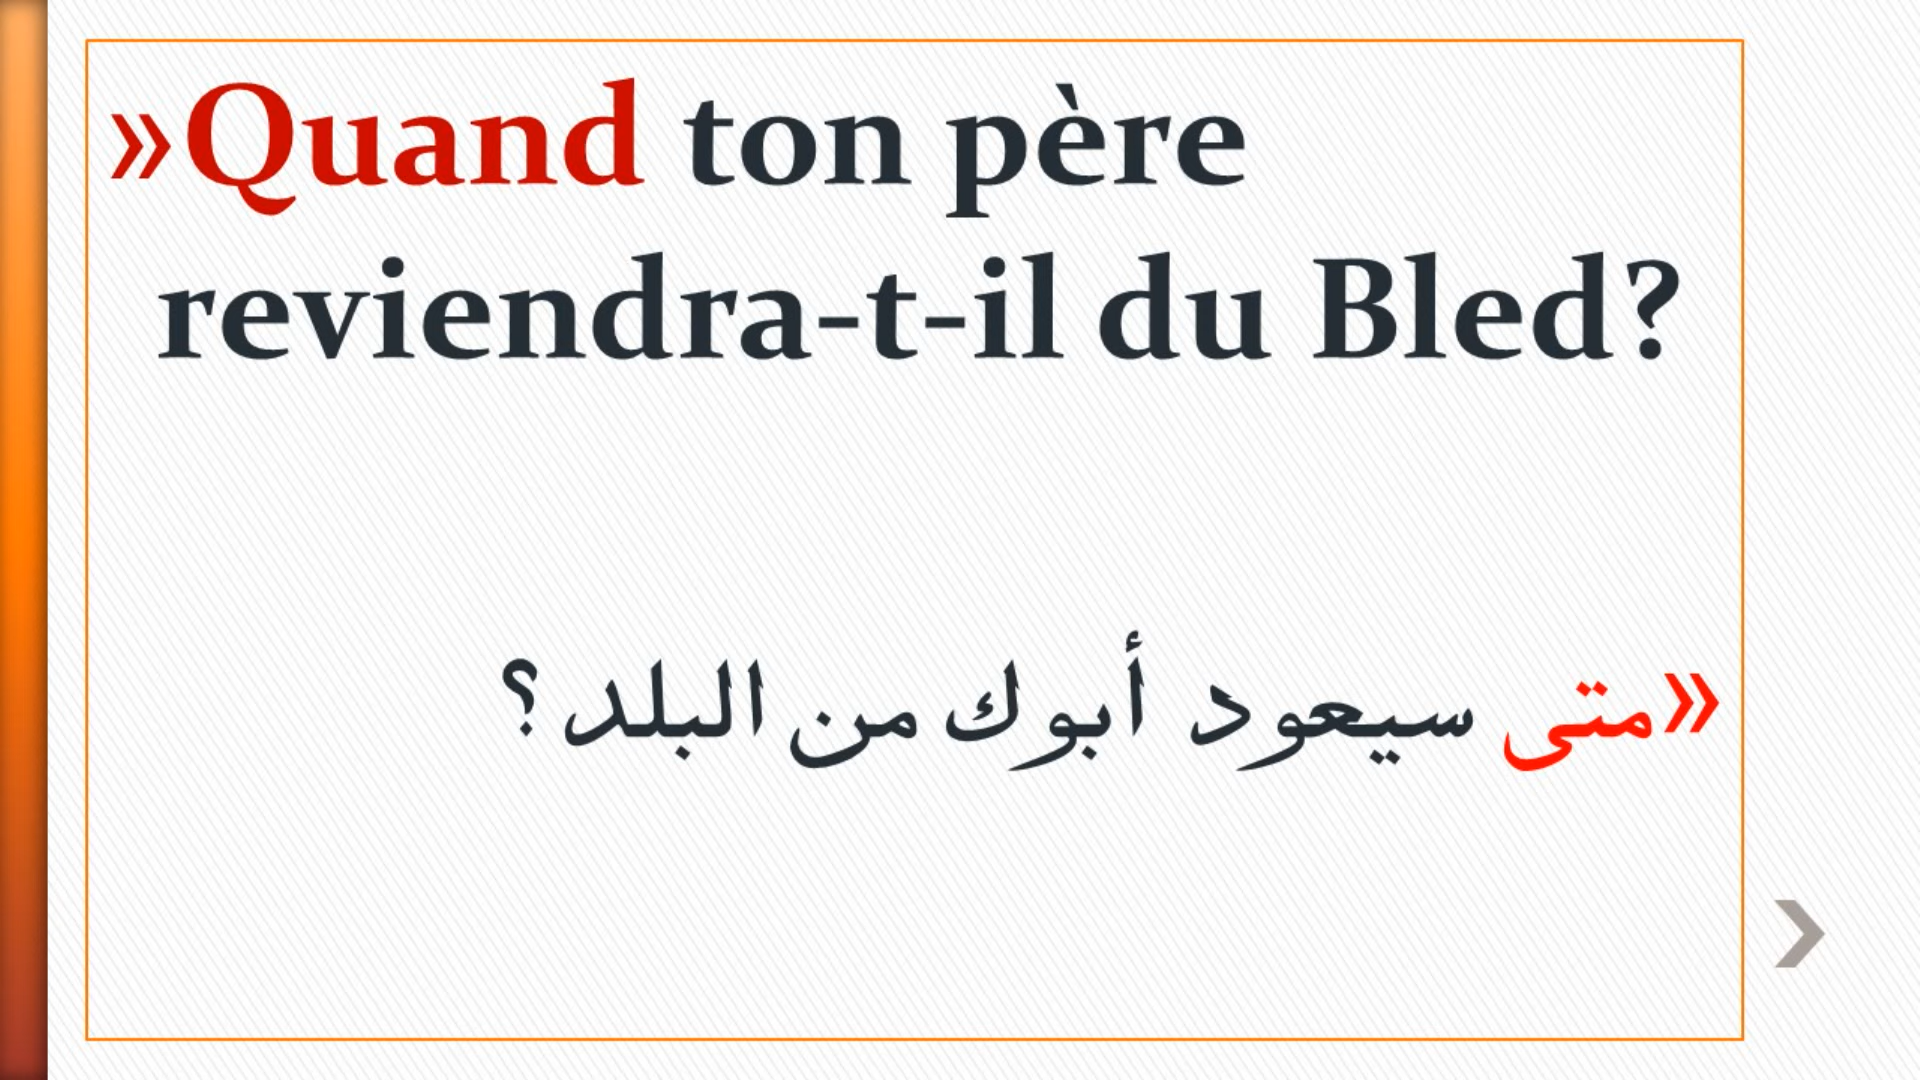 »Quand ton père
reviendra-t-il du Bled?
»متى سيعود أبوك من البلد ؟